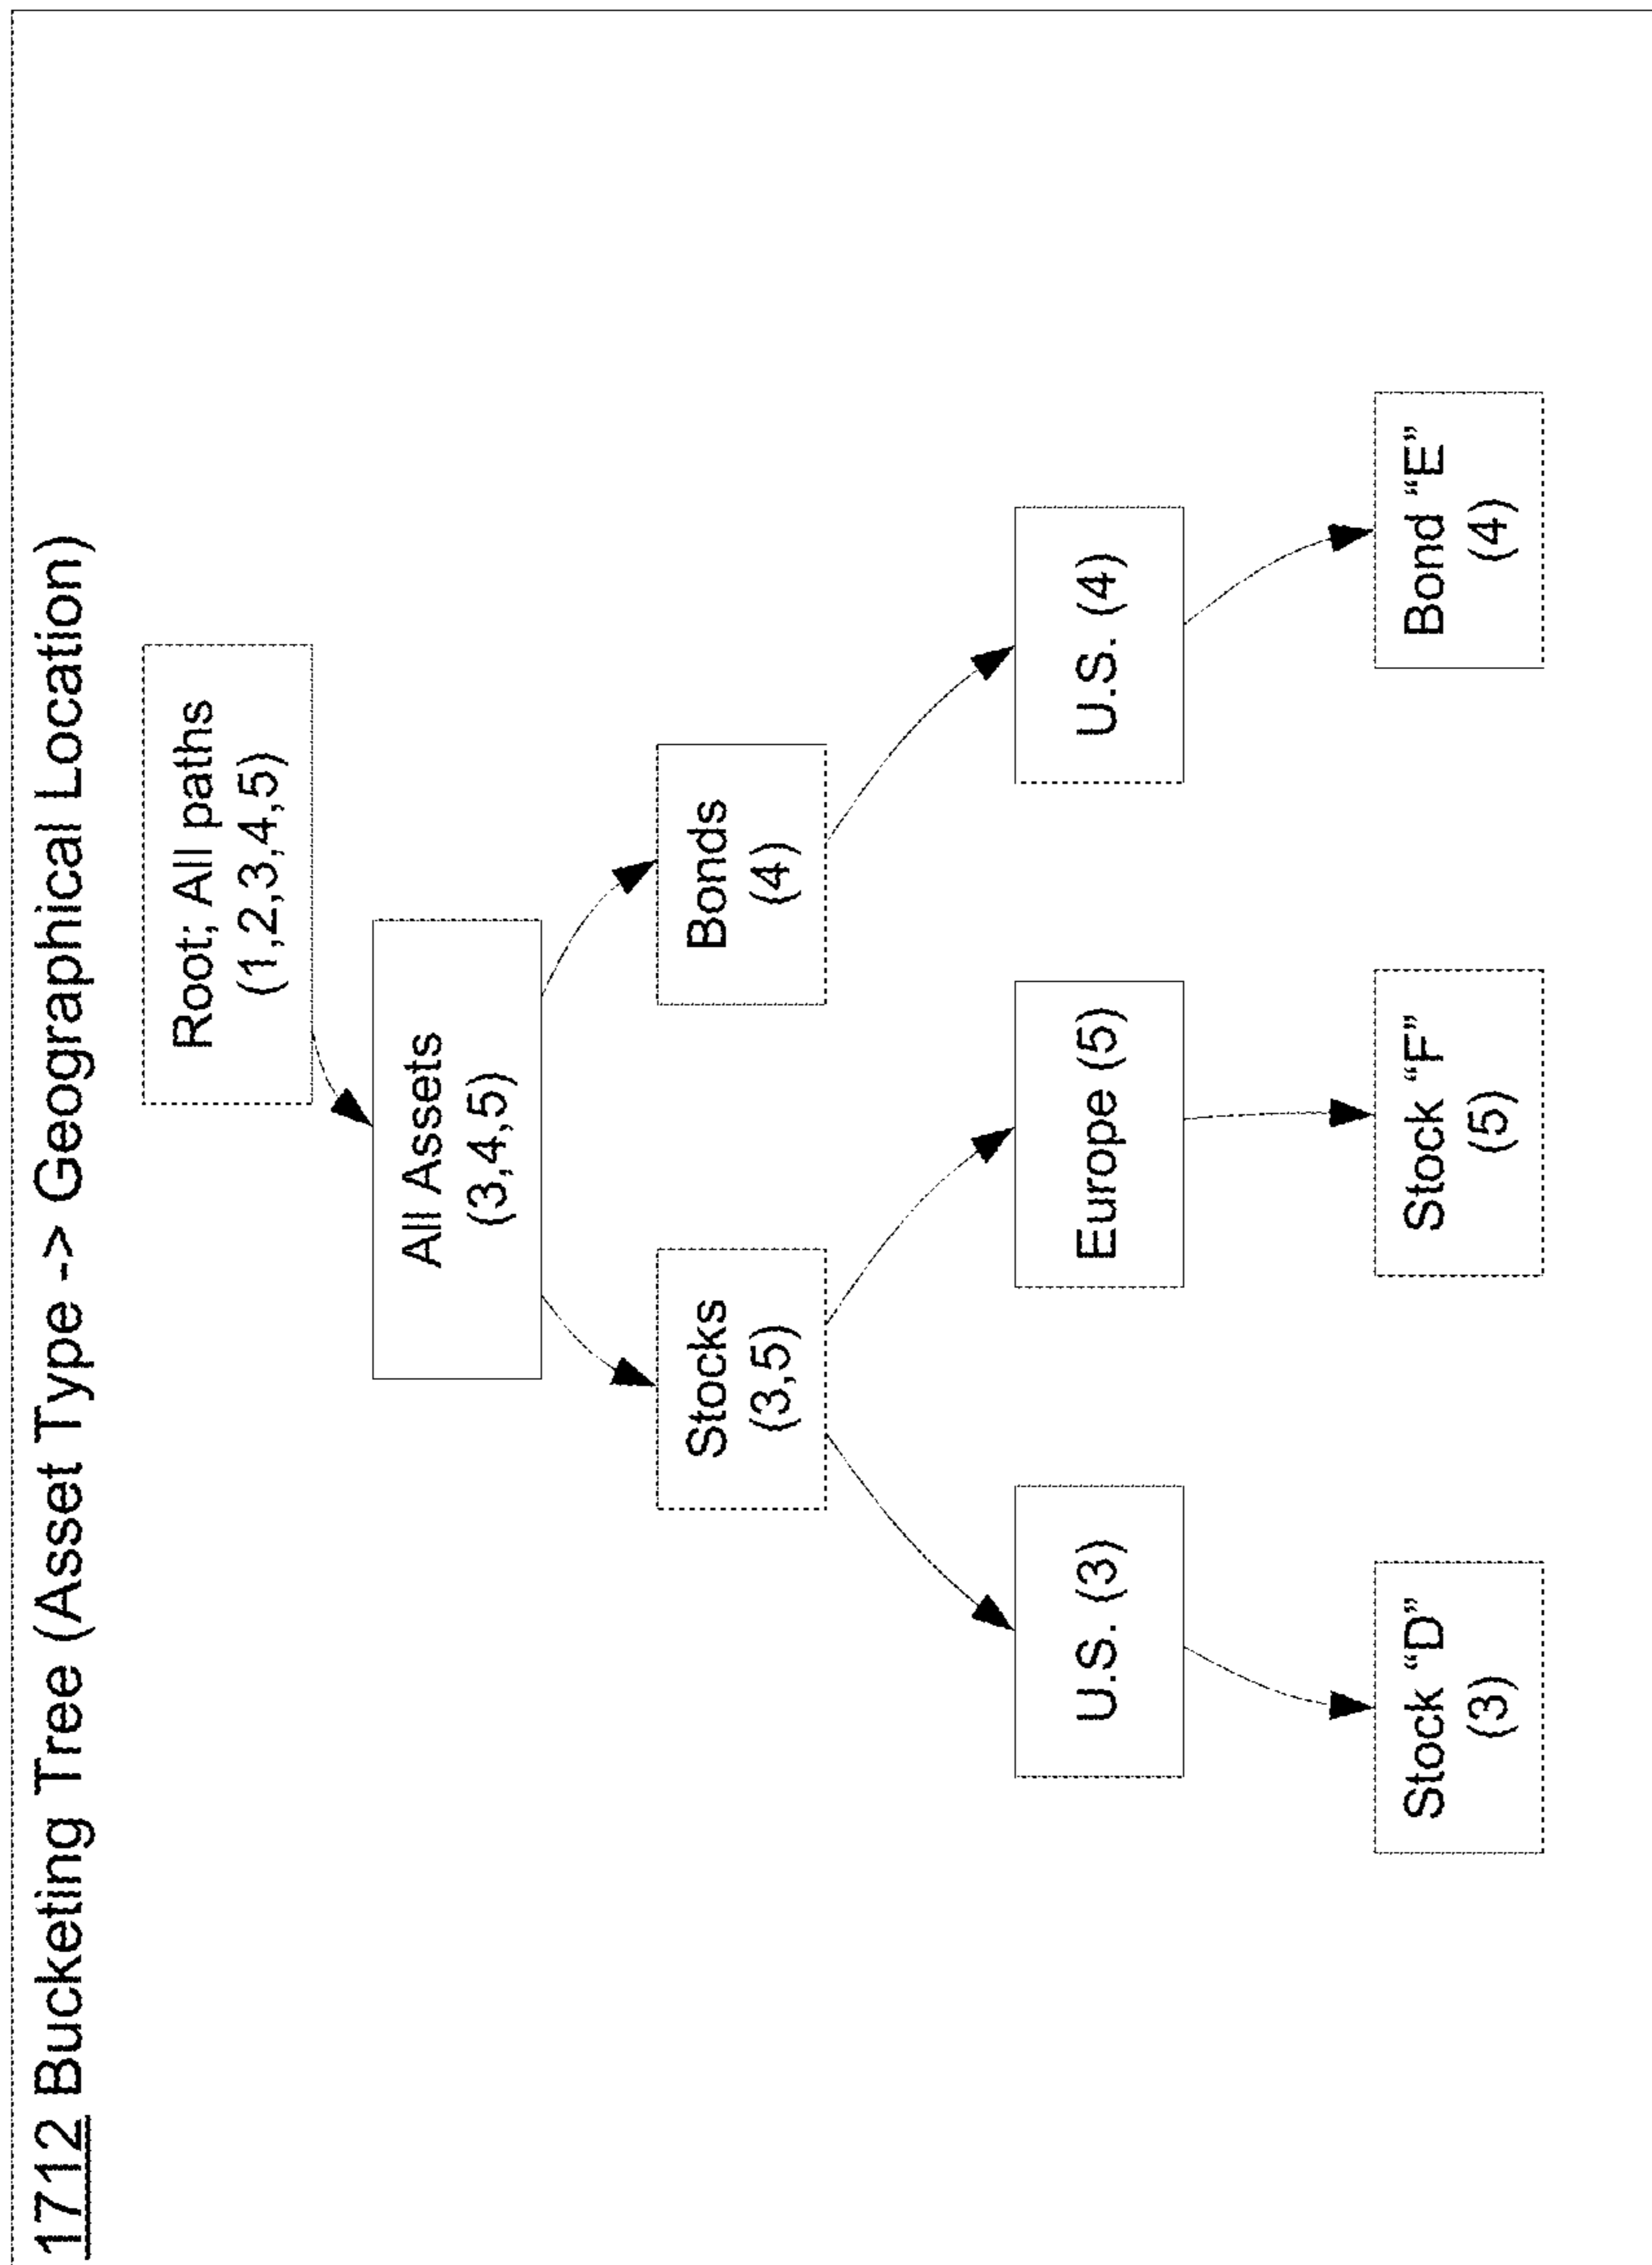 1712 Bucketing Tree (Asset Type -> Geographical Location)
Root; All paths
(1,2,3,4,5)
All Assets
(3,4,5)
Stocks
(3,5)
Bonds
(4)
U.S. (3)
Europe (5)
U.S. (4)
Stock “D”
(3)
Stock “F”
(5)
Bond “E”
(4)